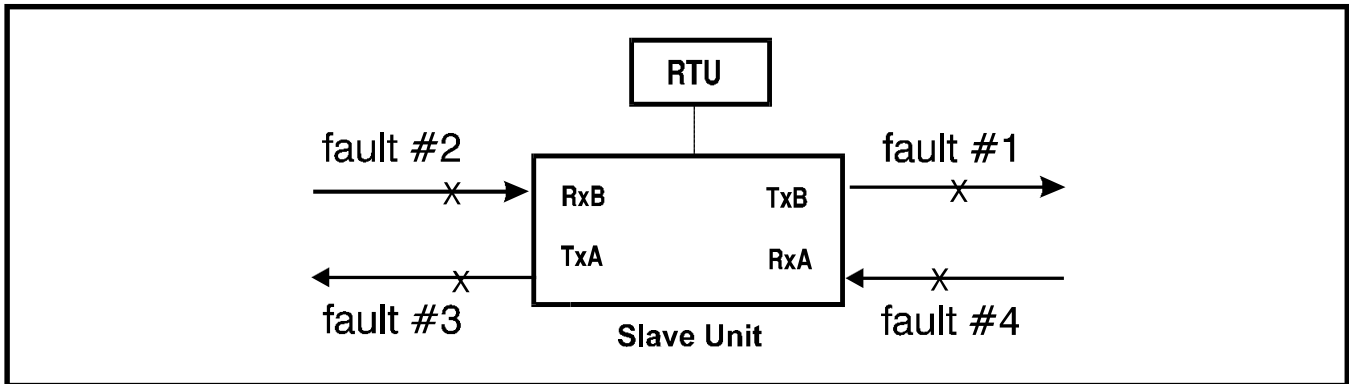 RTU
fault #2
fault #1
RxB
TxB
TxA
RxA
fault #3
fault #4
Slave Unit